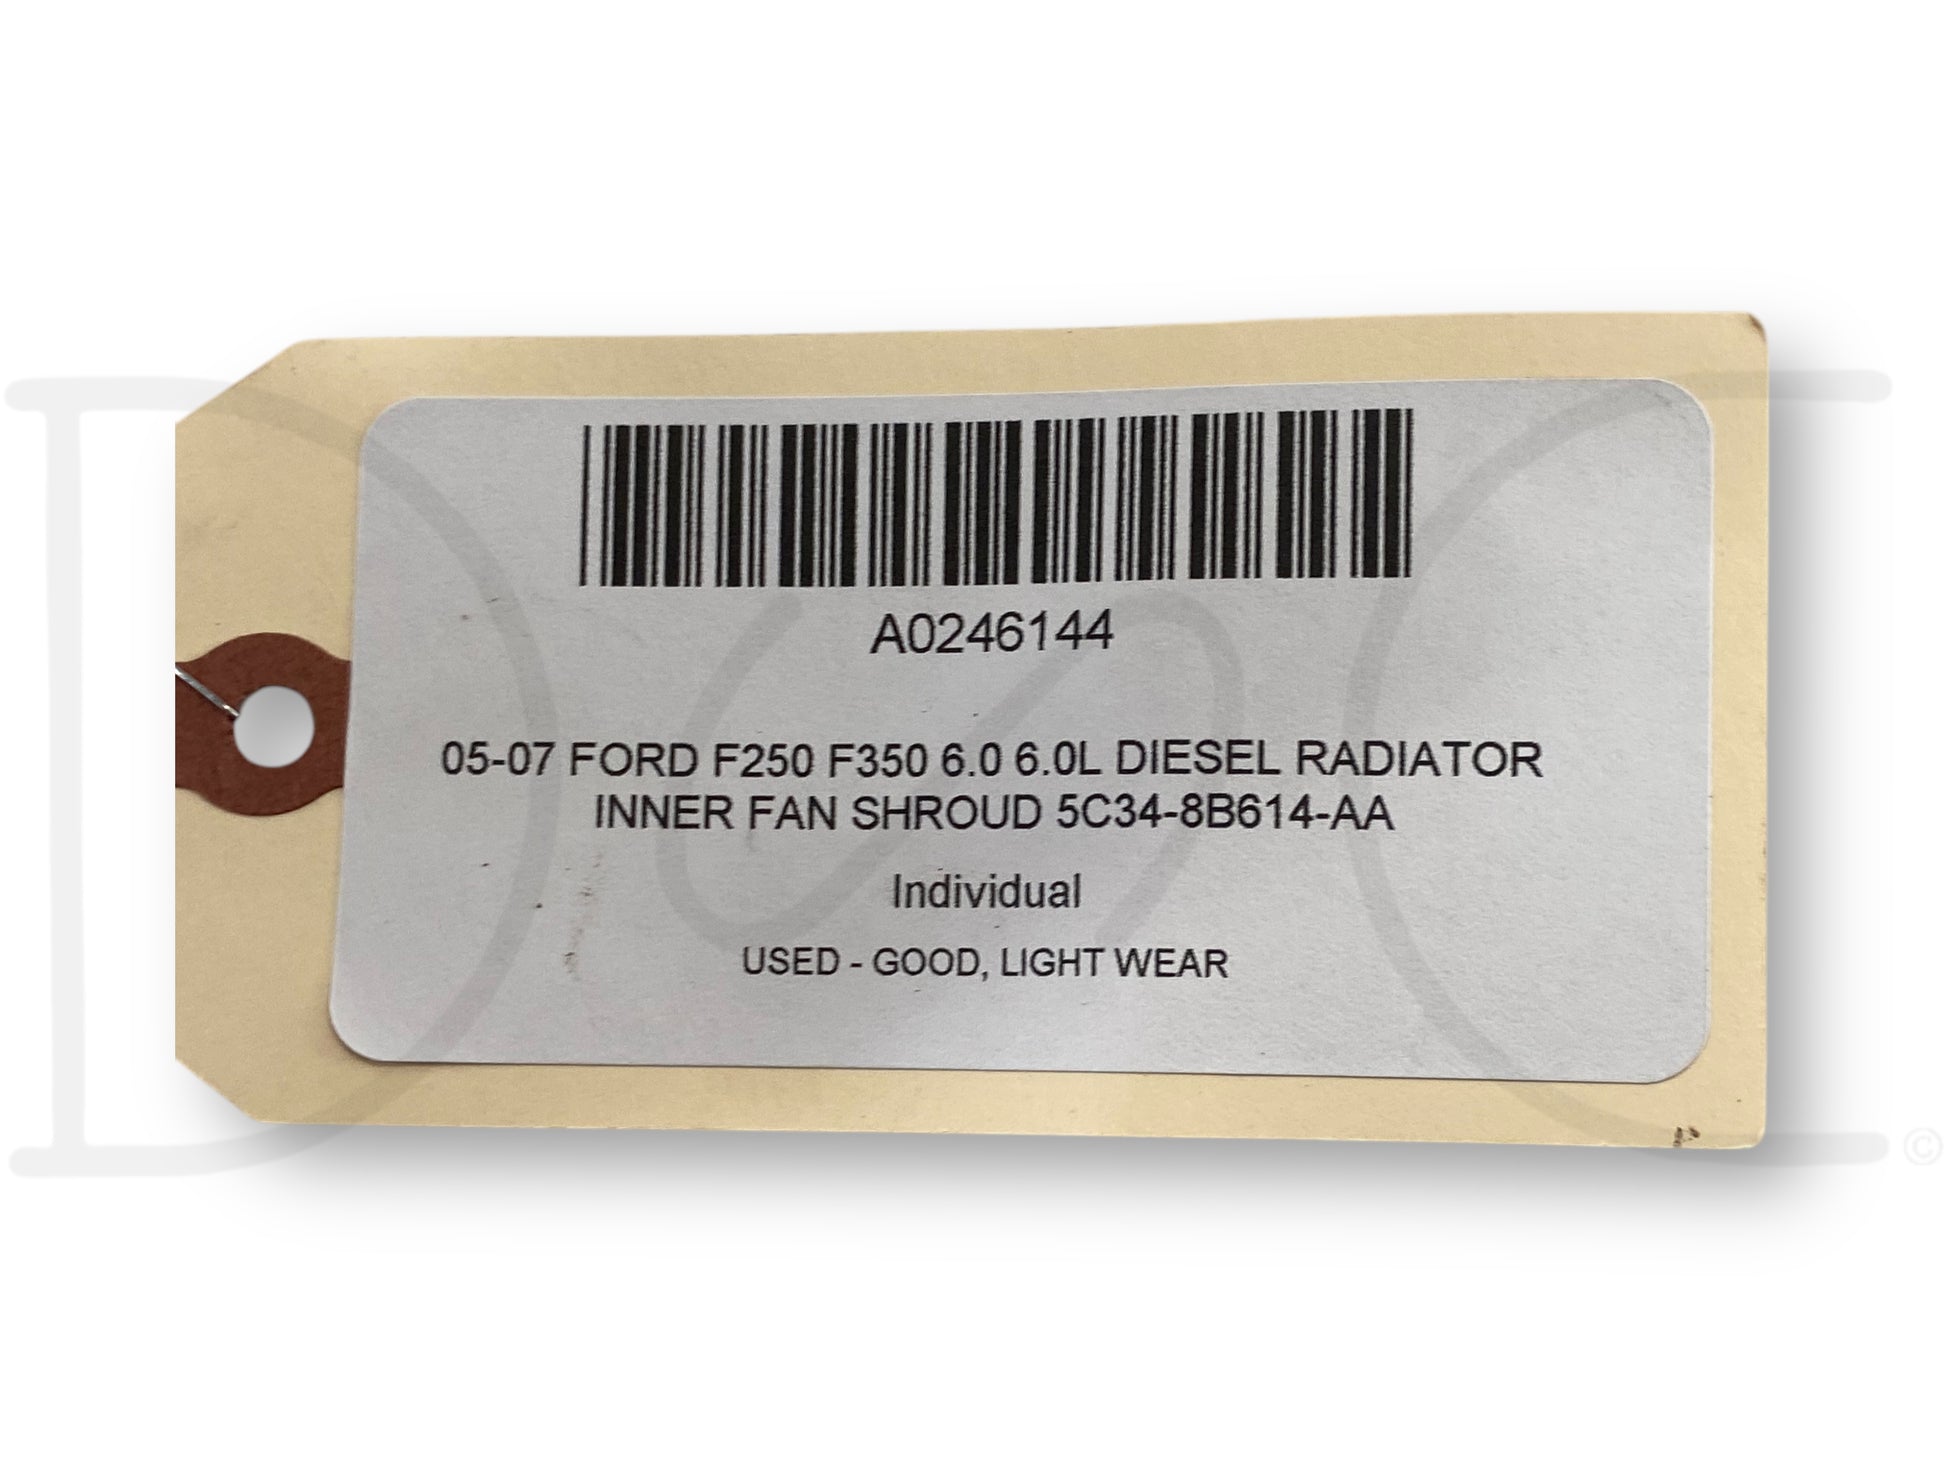 A0246144
05-07 FORD F250 F350 6.0 6.0L DIESEL RADIATOR
INNER FAN SHROUD 5C34-8B614-AA
Individual
USED - GOOD, LIGHT WEAR
©